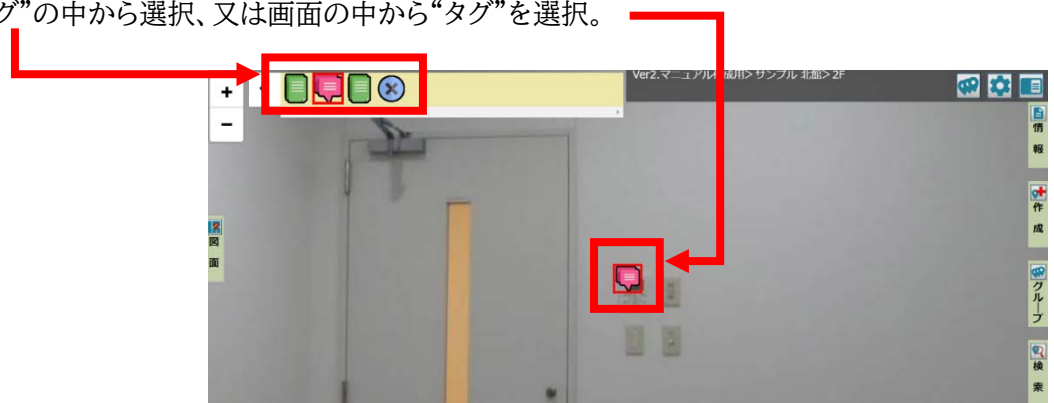 グ”の中から選択、又は画面の中から“タグ”を選択。
Ver2.マニュアル作成用> サンプル 北館> 2F
+
−
情報
作成
図面
グループ
検索